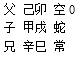 父 己卯 空0
子 甲戌 蛇
兄 辛巳 常